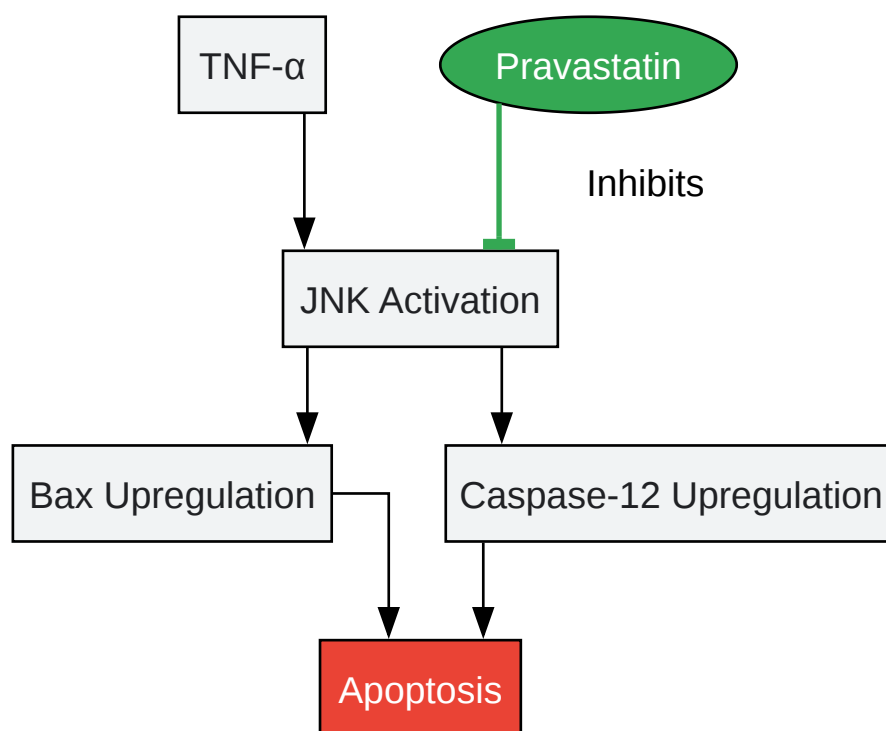 TNF-α
Pravastatin
Inhibits
JNK Activation
Bax Upregulation
Caspase-12 Upregulation
Apoptosis